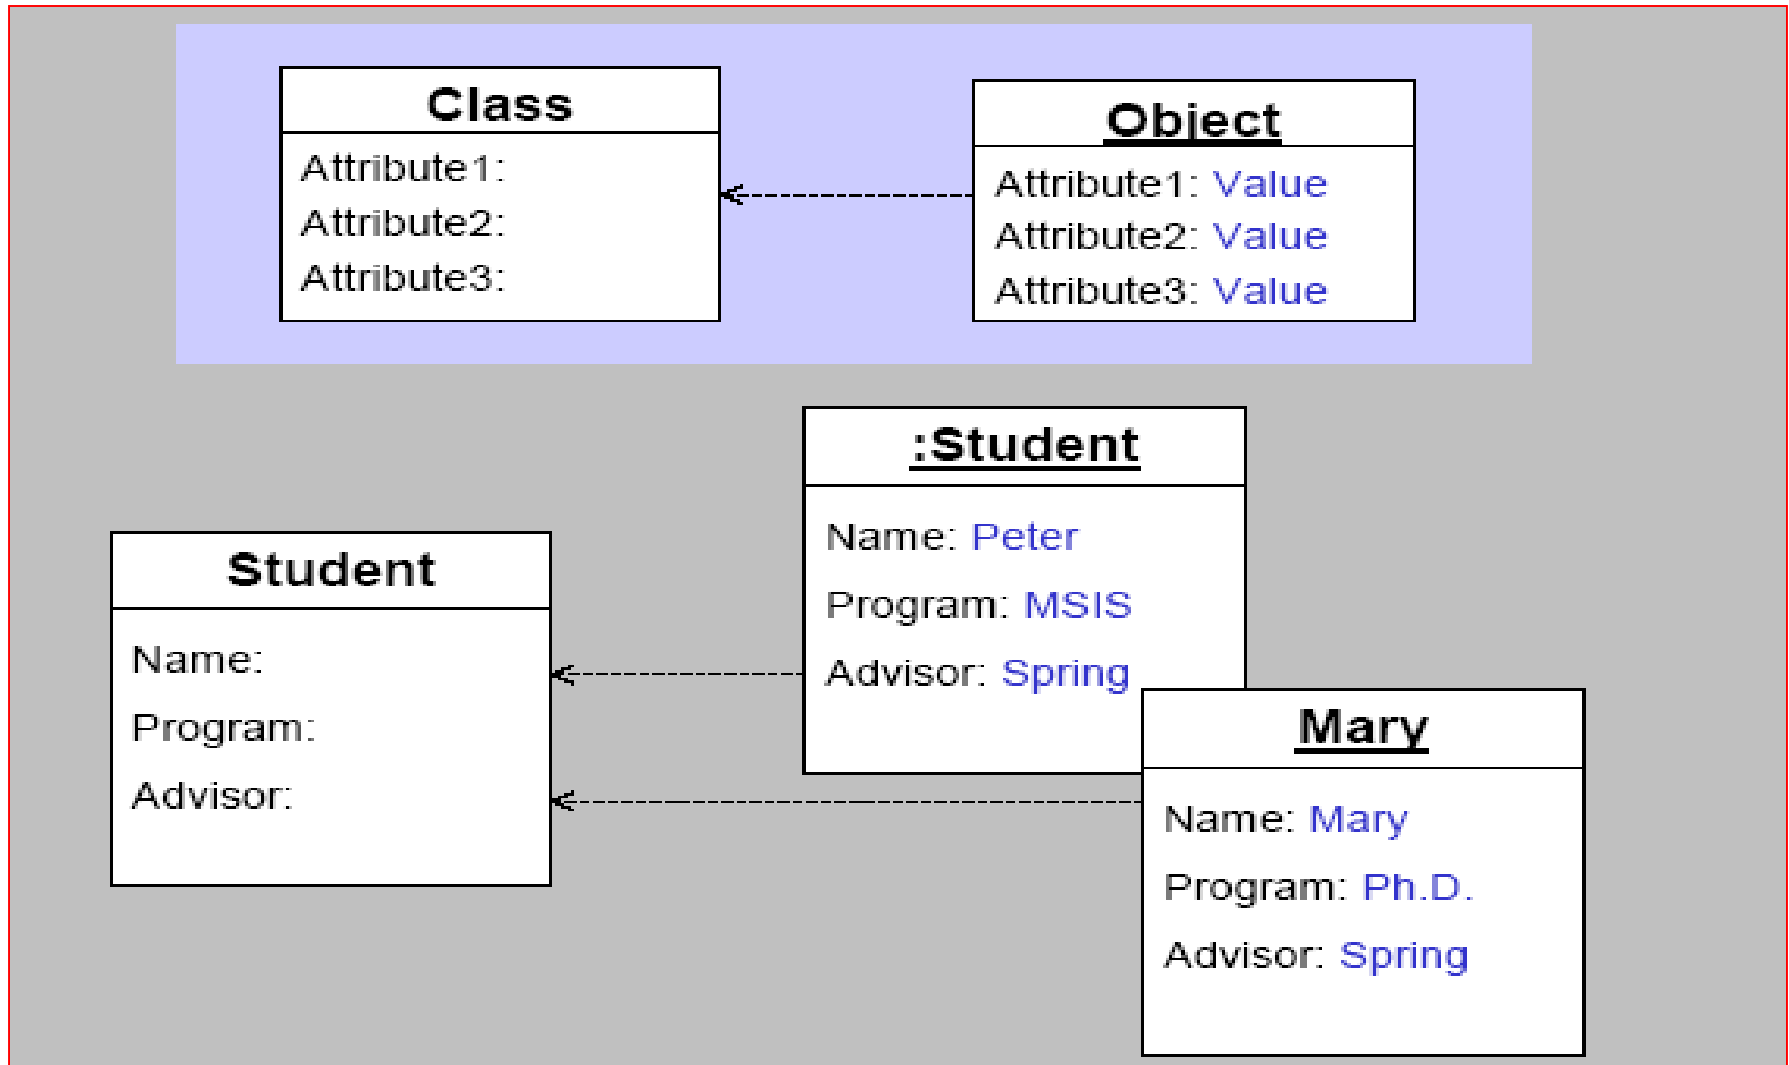 Class
Attribute1:
Attribute2:
Attribute3:
Object
Attribute1: Value
Attribute2: Value
Attribute3: Value
Student
Name:
Program:
Advisor:
:Student
Name: Peter
Program: MSIS
Advisor: Spring
Mary
Name: Mary
Program: Ph.D.
Advisor: Spring